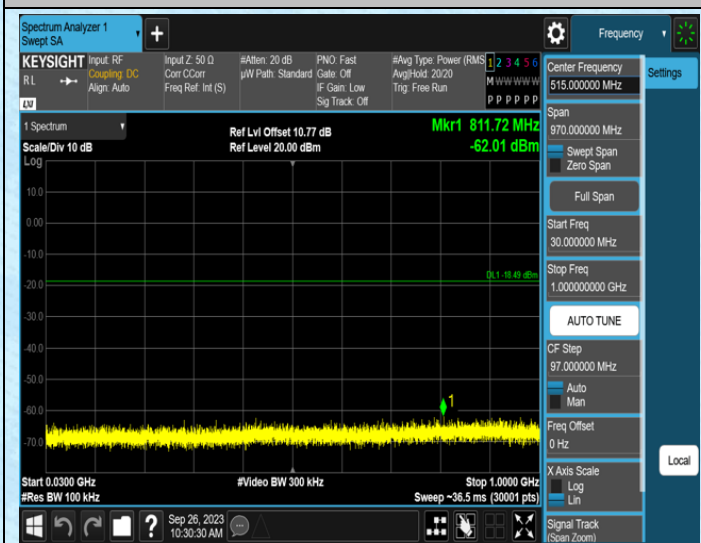 Spectrum Analyzer 1
Swept SA
Frequency
KEYSIGHT
R L
LXI
Input: RF
Coupling: DC
Align: Auto
Input Z: 50 Ω
Corr CCorr
Freq Ref: Int (S)
#Atten: 20 dB
µW Path: Standard
PNO: Fast
Gate: Off
IF Gain: Low
Sig Track: Off
#Avg Type: Power (RMS
Avg|Hold: 20/20
Trig: Free Run
1 2 3 4 5 6
M W W W W W
P P P P P P
Center Frequency
515.000000 MHz
Settings
Span
970.000000 MHz
Swept Span
Zero Span
Full Span
Start Freq
30.000000 MHz
Stop Freq
1.000000000 GHz
AUTO TUNE
CF Step
97.000000 MHz
Auto
Man
Freq Offset
0 Hz
X Axis Scale
Log
Lin
Signal Track
(Span Zoom)
Local
1 Spectrum
Scale/Div 10 dB
Log
Ref Lvl Offset 10.77 dB
Ref Level 20.00 dBm
Mkr1 811.72 MHz
-62.01 dBm
10.0
0.00
-10.0
DL1 -18.49 dBm
-20.0
-30.0
-40.0
-50.0
1
-60.0
-70.0
Start 0.0300 GHz
#Video BW 300 kHz
Stop 1.0000 GHz
#Res BW 100 kHz
Sweep ~36.5 ms (30001 pts)
?
Sep 26, 2023
10:30:30 AM